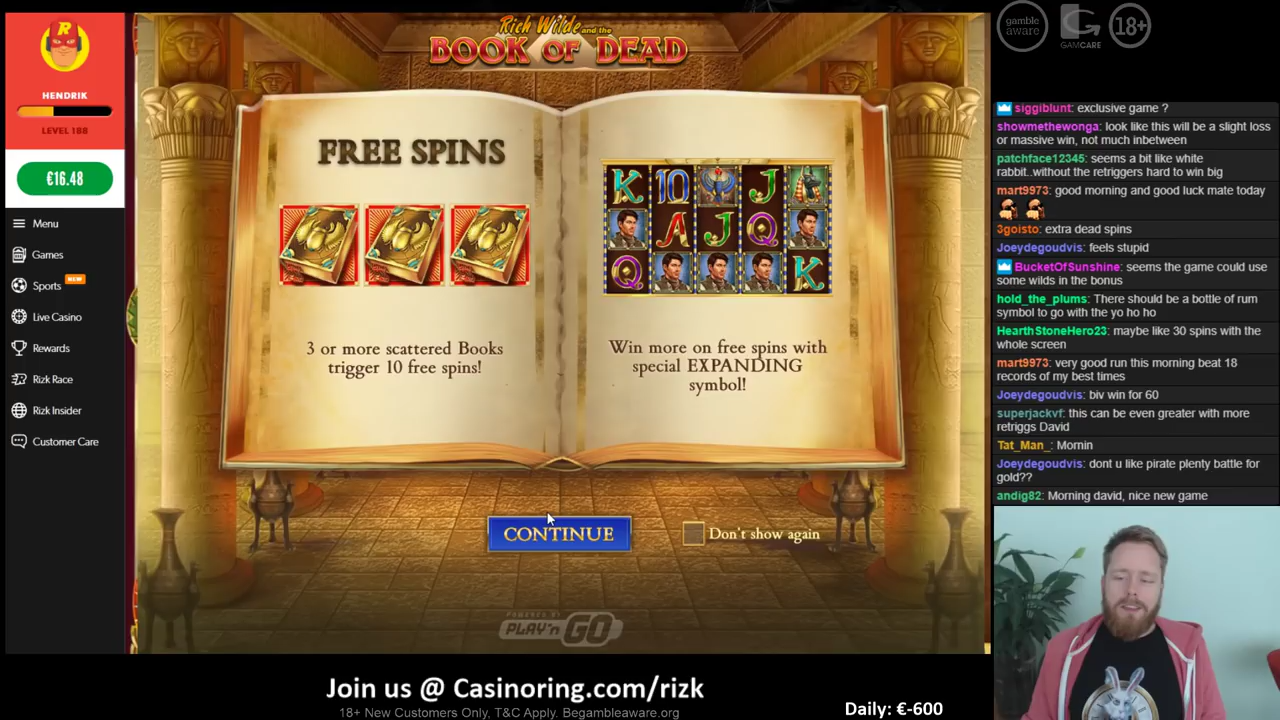 Rich Wilde and the
BOOK OF DEAD
R
HENDRIK
LEVEL 188
€16.48
Menu
Games
Sports NEW
Live Casino
Rewards
Rizk Race
Rizk Insider
Customer Care
FREE SPINS
3 or more scattered Books
trigger 10 free spins!
K 10 J
A J Q
Q K
Win more on free spins with
special EXPANDING
symbol!
CONTINUE
Don't show again
POWERED BY
PLAY'n GO
gamble
aware
GAMCARE
18+
siggiblunt: exclusive game ?
showmethewonga: look like this will be a slight loss
or massive win, not much inbetween
patchface12345: seems a bit like white
rabbit..without the retriggers hard to win big
mart9973: good morning and good luck mate today
3goisto: extra dead spins
Joeydegoudvis: feels stupid
BucketOfSunshine: seems the game could use
some wilds in the bonus
hold_the_plums: There should be a bottle of rum
symbol to go with the yo ho ho
HearthStoneHero23: maybe like 30 spins with the
whole screen
mart9973: very good run this morning beat 18
records of my best times
Joeydegoudvis: biv win for 60
superjackvf: this can be even greater with more
retriggs David
Tat_Man_: Mornin
Joeydegoudvis: dont u like pirate plenty battle for
gold??
andig82: Morning david, nice new game
Join us @ Casinoring.com/rizk
18+ New Customers Only, T&C Apply. Begambleaware.org
Daily: €-600